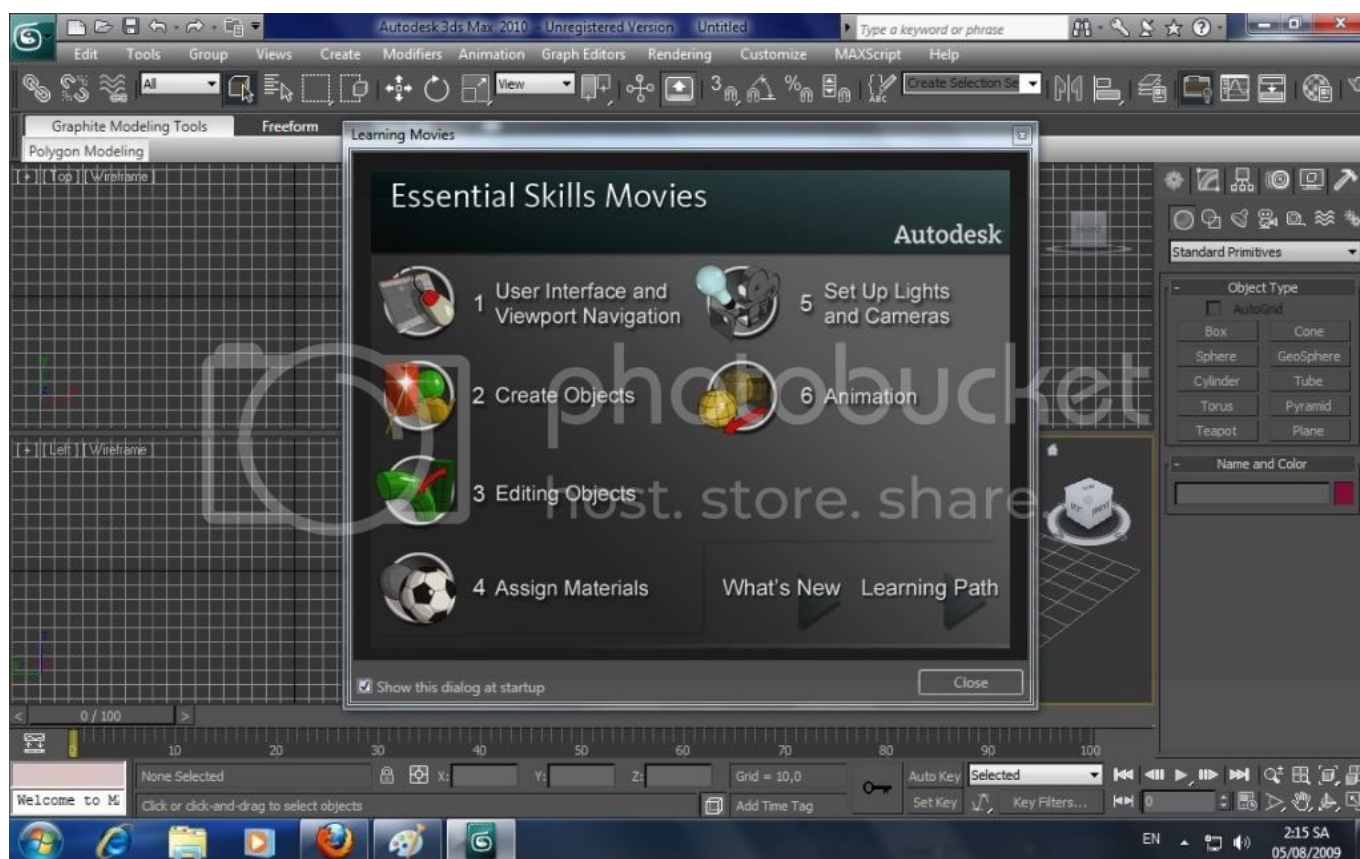 Autodesk 3ds Max 2010 - Unregistered Version Untitled
Type a keyword or phrase
Edit Tools Group Views Create Modifiers Animation Graph Editors Rendering Customize MAXScript Help
All
View
3
%
ABC
Create Selection Se
Graphite Modeling Tools Freeform
Polygon Modeling
[ + ] [ Top ] [ Wireframe ]
Learning Movies
Essential Skills Movies
Autodesk
1 User Interface and Viewport Navigation
5 Set Up Lights and Cameras
2 Create Objects
6 Animation
3 Editing Objects
4 Assign Materials
What's New Learning Path
Show this dialog at startup
Close
photobucket
host. store. share.
[ + ] [ Left ] [ Wireframe ]
Standard Primitives
- Object Type
AutoGrid
Box Cone
Sphere GeoSphere
Cylinder Tube
Torus Pyramid
Teapot Plane
- Name and Color
< 0 / 100 >
0 10 20 30 40 50 60 70 80 90 100
None Selected X: Y: Z: Grid = 10,0 Auto Key Selected
Welcome to M Click or click-and-drag to select objects Add Time Tag Set Key Key Filters... 0
EN 2:15 SA
05/08/2009